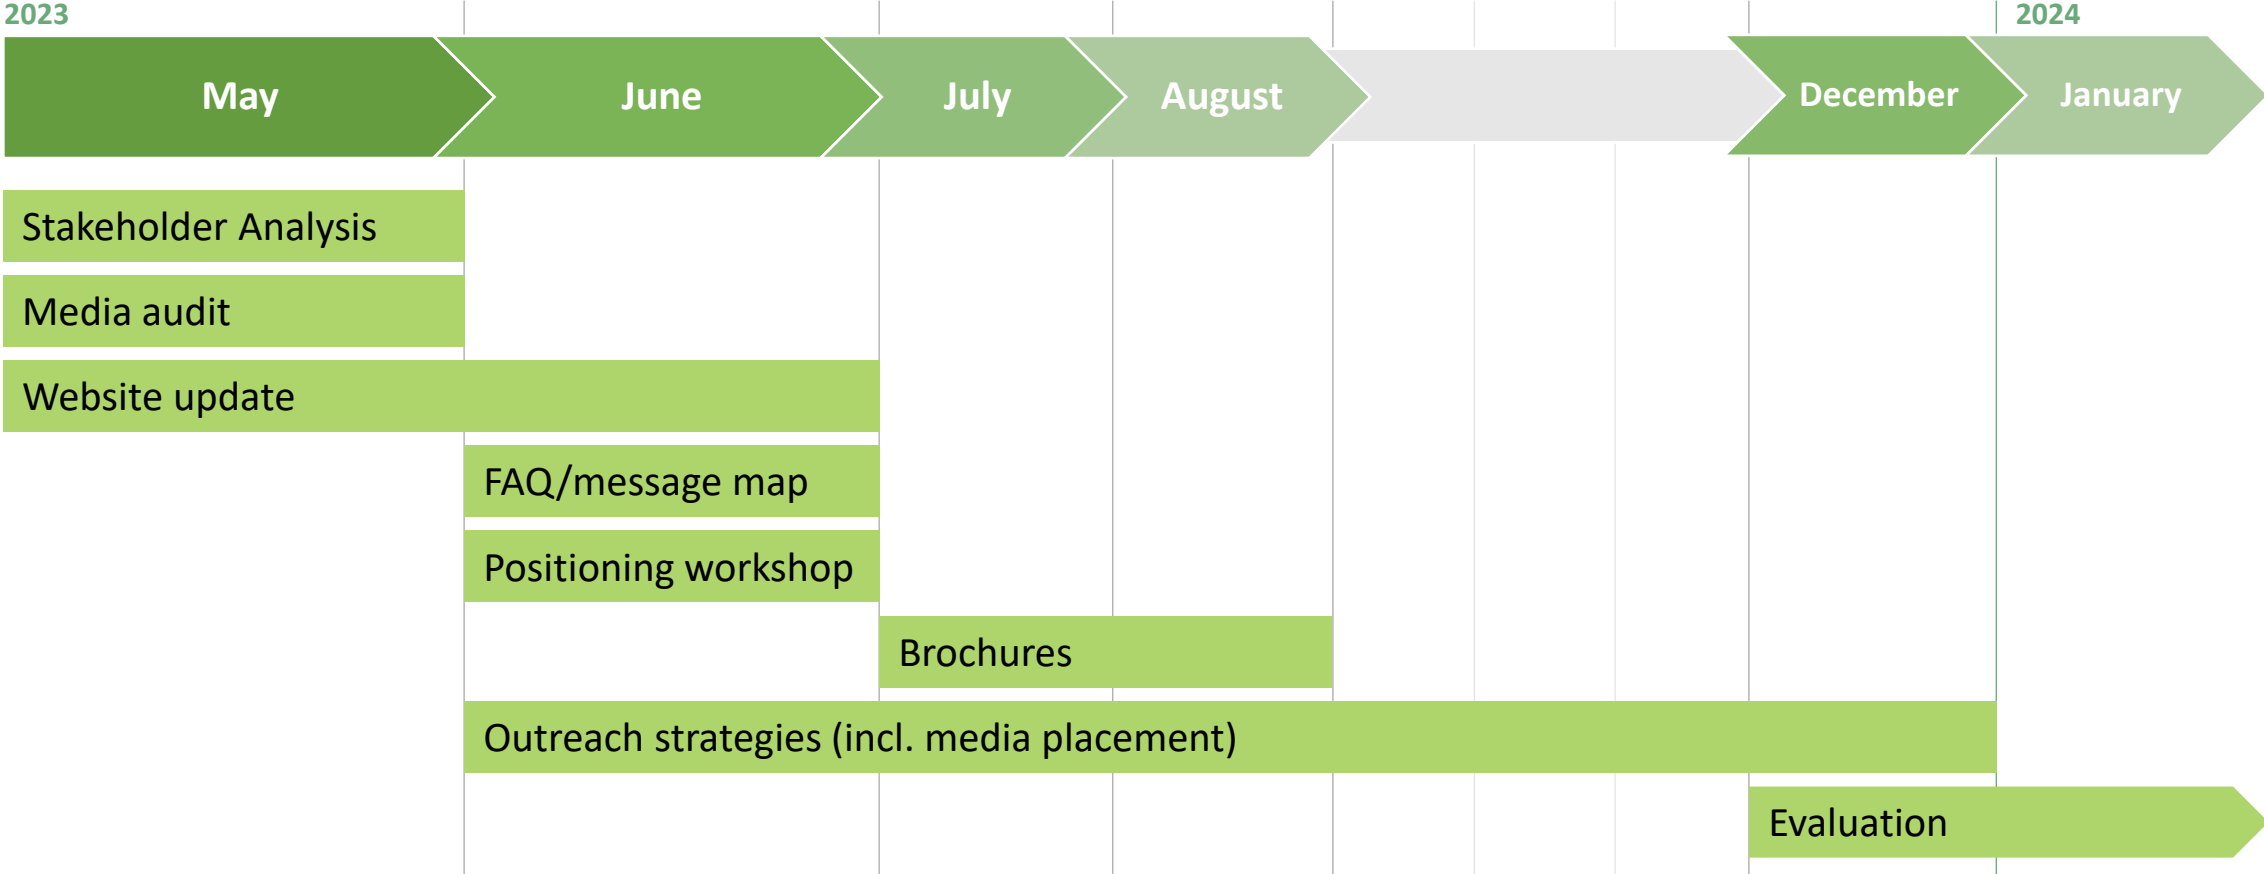 2023
2024
May
June
July
August
December
January
Stakeholder Analysis
Media audit
Website update
FAQ/message map
Positioning workshop
Brochures
Outreach strategies (incl. media placement)
Evaluation